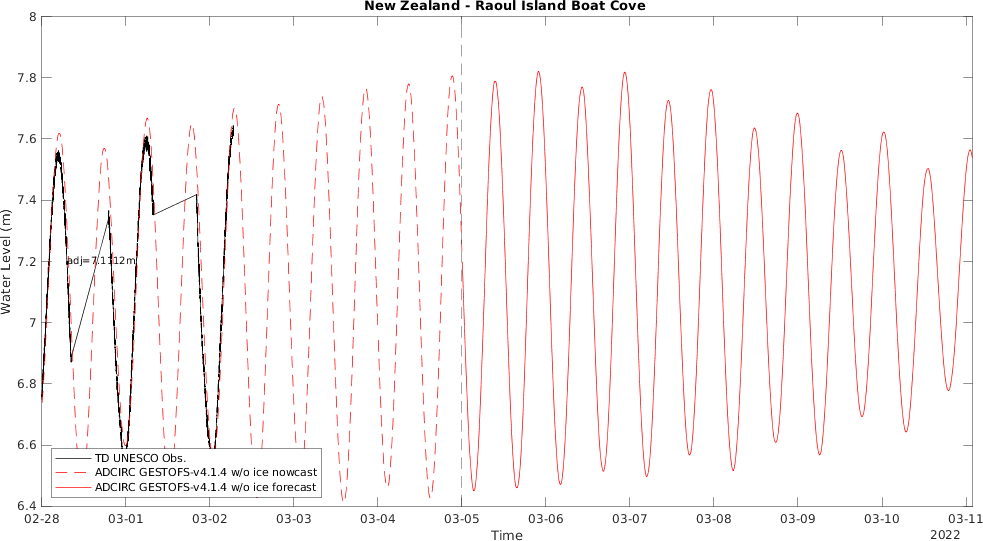 New Zealand - Raoul Island Boat Cove
8
7.8
7.6
7.4
7.2
7
6.8
6.6
6.4
Water Level (m)
adj=7.1312m
TD UNESCO Obs.
ADCIRC GESTOFS-v4.1.4 w/o ice nowcast
ADCIRC GESTOFS-v4.1.4 w/o ice forecast
02-28 03-01 03-02 03-03 03-04 03-05 03-06 03-07 03-08 03-09 03-10 03-11
Time
2022